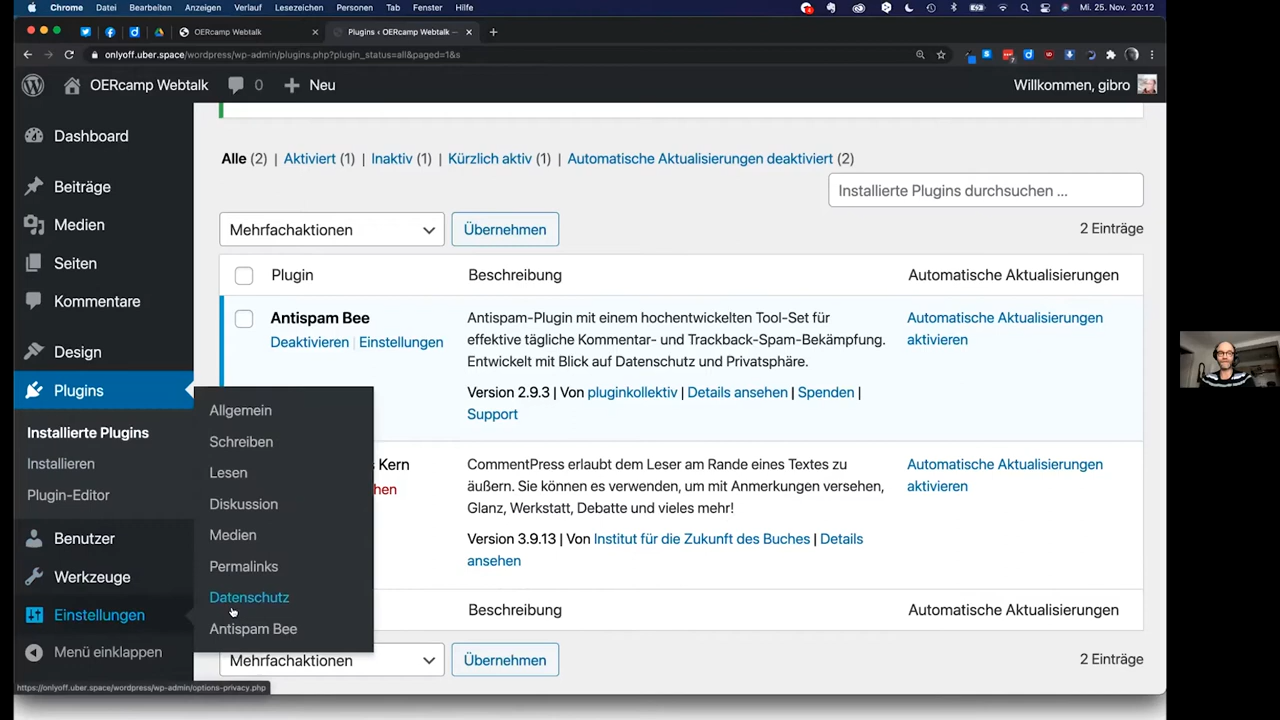 Chrome Datei Bearbeiten Anzeigen Verlauf Lesezeichen Personen Tab Fenster Hilfe Mi. 25. Nov. 20:12
OERcamp Webtalk × Plugins ‹ OERcamp Webtalk — × +
onlyoff.uber.space/wordpress/wp-admin/plugins.php?plugin_status=all&paged=1&s
OERcamp Webtalk 0 Neu Willkommen, gibro
Dashboard
Beiträge
Medien
Seiten
Kommentare
Design
Plugins
Installierte Plugins
Installieren
Plugin-Editor
Benutzer
Werkzeuge
Einstellungen
Menü einklappen
Allgemein
Schreiben
Lesen
Diskussion
Medien
Permalinks
Datenschutz
Antispam Bee
Alle (2) | Aktiviert (1) | Inaktiv (1) | Kürzlich aktiv (1) | Automatische Aktualisierungen deaktiviert (2)
Installierte Plugins durchsuchen ...
Mehrfachaktionen Übernehmen 2 Einträge
Plugin Beschreibung Automatische Aktualisierungen
Antispam Bee
Deaktivieren | Einstellungen
Antispam-Plugin mit einem hochentwickelten Tool-Set für
effektive tägliche Kommentar- und Trackback-Spam-Bekämpfung.
Entwickelt mit Blick auf Datenschutz und Privatsphäre.
Version 2.9.3 | Von pluginkollektiv | Details ansehen | Spenden |
Support
Automatische Aktualisierungen
aktivieren
s Kern
hen
CommentPress erlaubt dem Leser am Rande eines Textes zu
äußern. Sie können es verwenden, um mit Anmerkungen versehen,
Glanz, Werkstatt, Debatte und vieles mehr!
Version 3.9.13 | Von Institut für die Zukunft des Buches | Details
ansehen
Automatische Aktualisierungen
aktivieren
Beschreibung Automatische Aktualisierungen
Mehrfachaktionen Übernehmen 2 Einträge
https://onlyoff.uber.space/wordpress/wp-admin/options-privacy.php